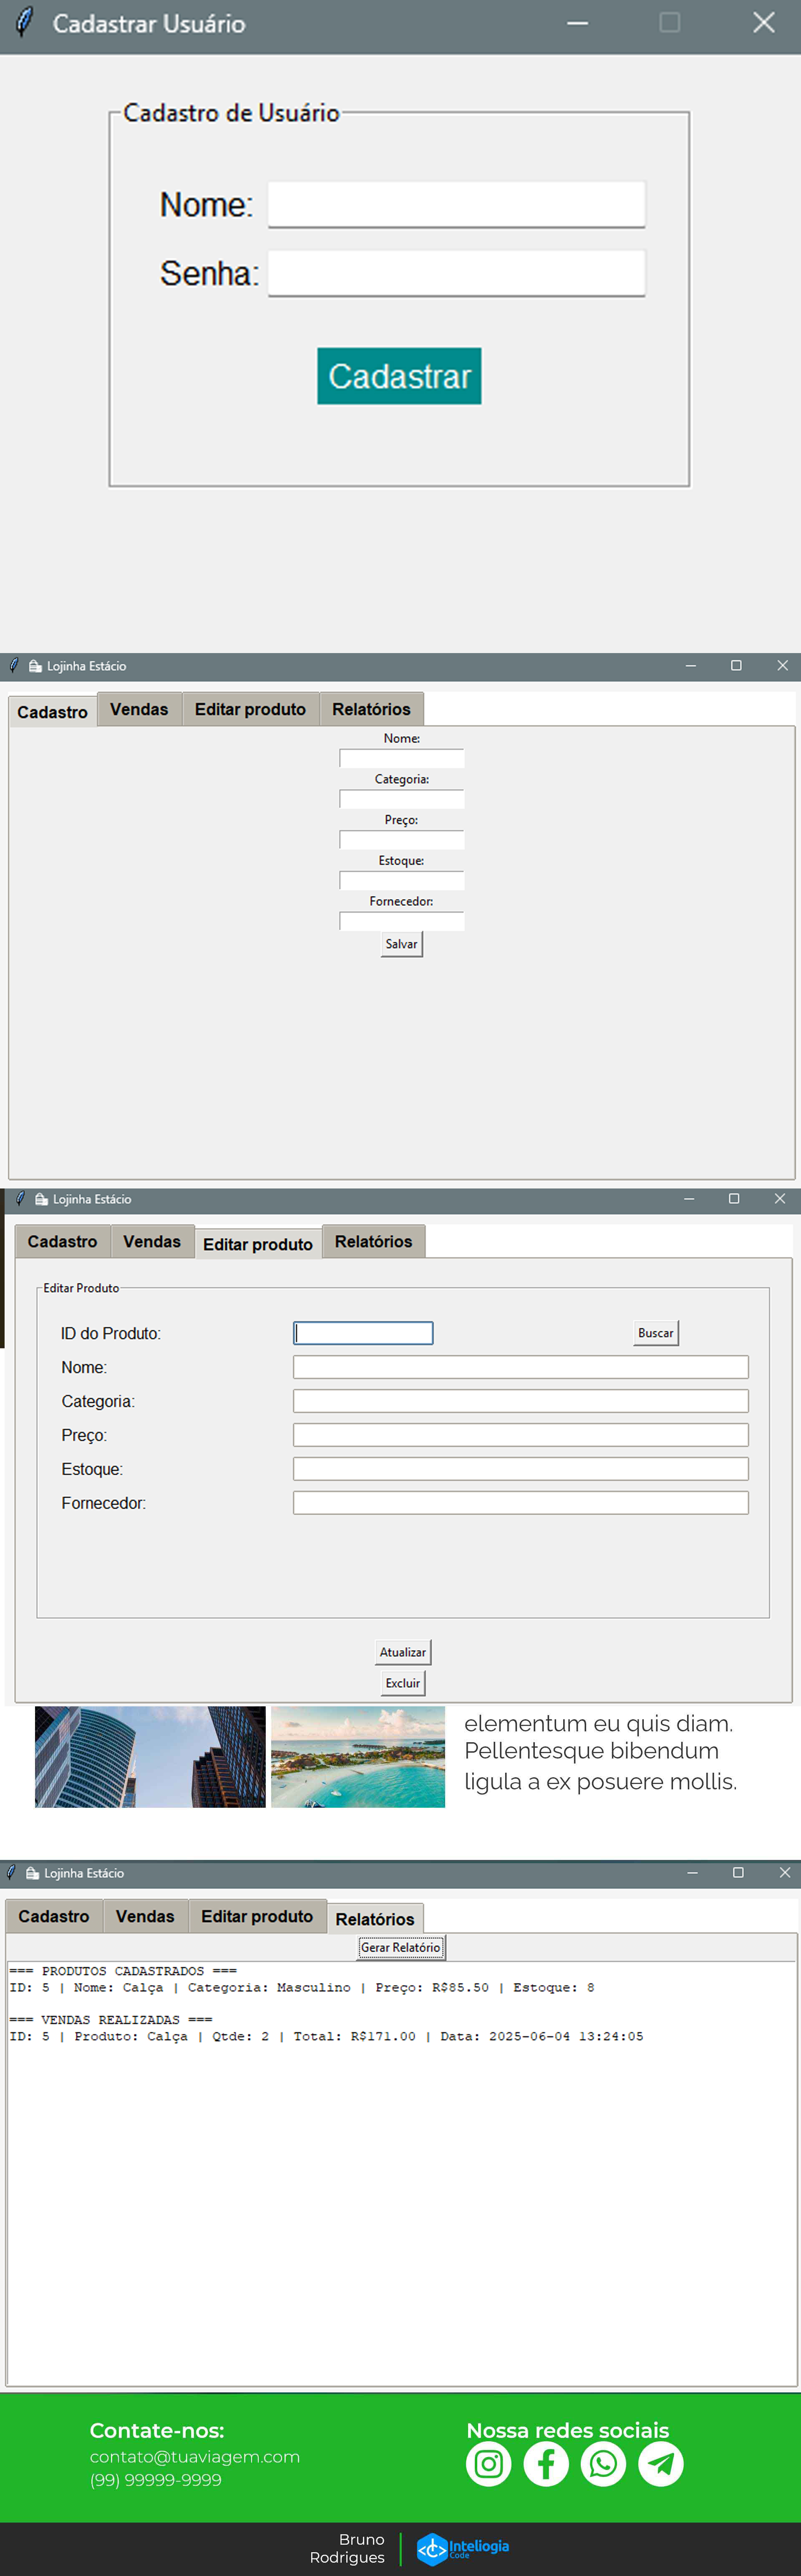 Cadastrar Usuário
Cadastro de Usuário
Nome:
Senha:
Cadastrar
Lojinha Estácio
Cadastro Vendas Editar produto Relatórios
Nome:
Categoria:
Preço:
Estoque:
Fornecedor:
Salvar
Lojinha Estácio
Cadastro Vendas Editar produto Relatórios
Editar Produto
ID do Produto: Buscar
Nome:
Categoria:
Preço:
Estoque:
Fornecedor:
Atualizar
Excluir
elementum eu quis diam.
Pellentesque bibendum
ligula a ex posuere mollis.
Lojinha Estácio
Cadastro Vendas Editar produto Relatórios
Gerar Relatório
=== PRODUTOS CADASTRADOS ===
ID: 5 | Nome: Calça | Categoria: Masculino | Preço: R$85.50 | Estoque: 8
=== VENDAS REALIZADAS ===
ID: 5 | Produto: Calça | Qtde: 2 | Total: R$171.00 | Data: 2025-06-04 13:24:05
Contate-nos:
contato@tuaviagem.com
(99) 99999-9999
Nossa redes sociais
Bruno
Rodrigues
Inteliogia
Code